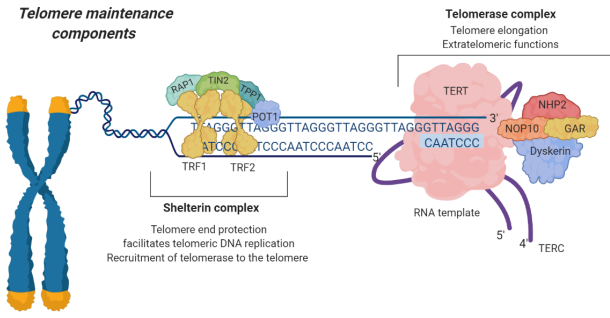 Telomere maintenance
components
Telomerase complex
Telomere elongation
Extratelomeric functions
RAP1
TIN2
TPP1
POT1
TERT
NHP2
NOP10
GAR
Dyskerin
3'
TTAGGGTTAGGGTTAGGGTTAGGGTTAGGGTTAGGG
CAATCCC
ATCCCAATCCCAATCCCAATCC
5'
TRF1
TRF2
Shelterin complex
Telomere end protection
facilitates telomeric DNA replication
Recruitment of telomerase to the telomere
RNA template
5'
4'
TERC